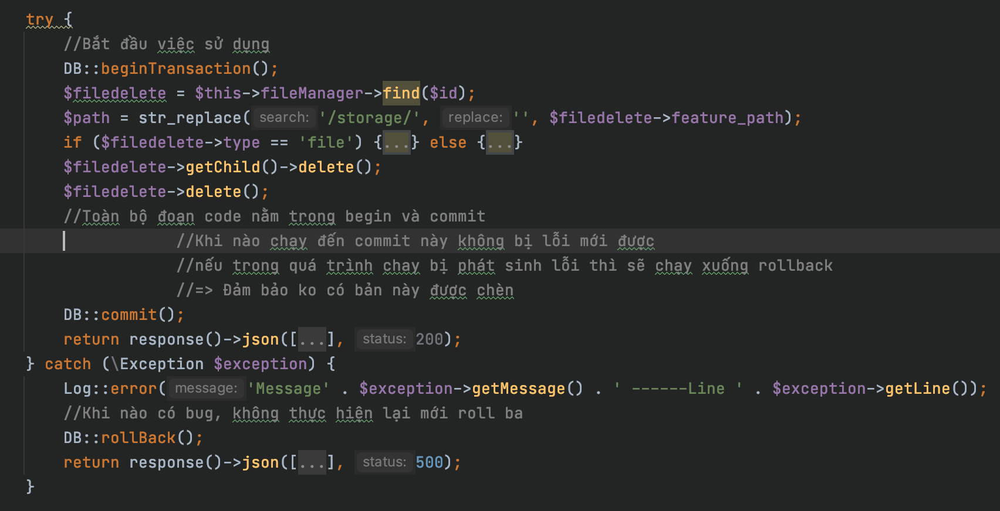 try {
//Bắt đầu việc sử dụng
DB::beginTransaction();
$filedelete = $this->fileManager->find($id);
$path = str_replace( search: '/storage/', replace: '', $filedelete->feature_path);
if ($filedelete->type == 'file') {...} else {...}
$filedelete->getChild()->delete();
$filedelete->delete();
//Toàn bộ đoạn code nằm trong begin và commit
//Khi nào chạy đến commit này không bị lỗi mới được
//nếu trong quá trình chay bị phát sinh lỗi thì sẽ chạy xuống rollback
//=> Đảm bảo ko có bản này được chèn
DB::commit();
return response()->json([...], status: 200);
} catch (\Exception $exception) {
Log::error( message: 'Message' . $exception->getMessage() . ' ------Line ' . $exception->getLine());
//Khi nào có bug, không thực hiện lại mới roll ba
DB::rollBack();
return response()->json([...], status: 500);
}